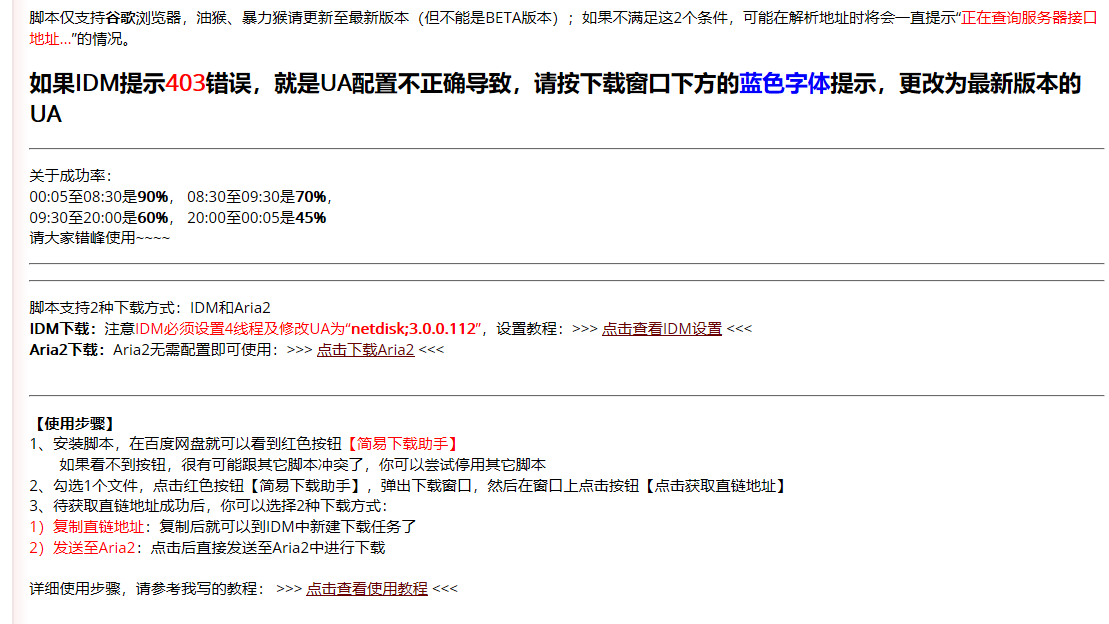 脚本仅支持谷歌浏览器，油猴、暴力猴请更新至最新版本（但不能是BETA版本）；如果不满足这2个条件，可能在解析地址时将会一直提示“正在查询服务器接口
地址...”的情况。
如果IDM提示403错误，就是UA配置不正确导致，请按下载窗口下方的蓝色字体提示，更改为最新版本的
UA
关于成功率：
00:05至08:30是90%， 08:30至09:30是70%，
09:30至20:00是60%， 20:00至00:05是45%
请大家错峰使用~~~~
脚本支持2种下载方式：IDM和Aria2
IDM下载：注意IDM必须设置4线程及修改UA为“netdisk;3.0.0.112”，设置教程：>>> 点击查看IDM设置 <<<
Aria2下载：Aria2无需配置即可使用：>>> 点击下载Aria2 <<<
【使用步骤】
1、安装脚本，在百度网盘就可以看到红色按钮【简易下载助手】
如果看不到按钮，很有可能跟其它脚本冲突了，你可以尝试停用其它脚本
2、勾选1个文件，点击红色按钮【简易下载助手】，弹出下载窗口，然后在窗口上点击按钮【点击获取直链地址】
3、待获取直链地址成功后，你可以选择2种下载方式：
1）复制直链地址：复制后就可以到IDM中新建下载任务了
2）发送至Aria2：点击后直接发送至Aria2中进行下载
详细使用步骤，请参考我写的教程： >>> 点击查看使用教程 <<<